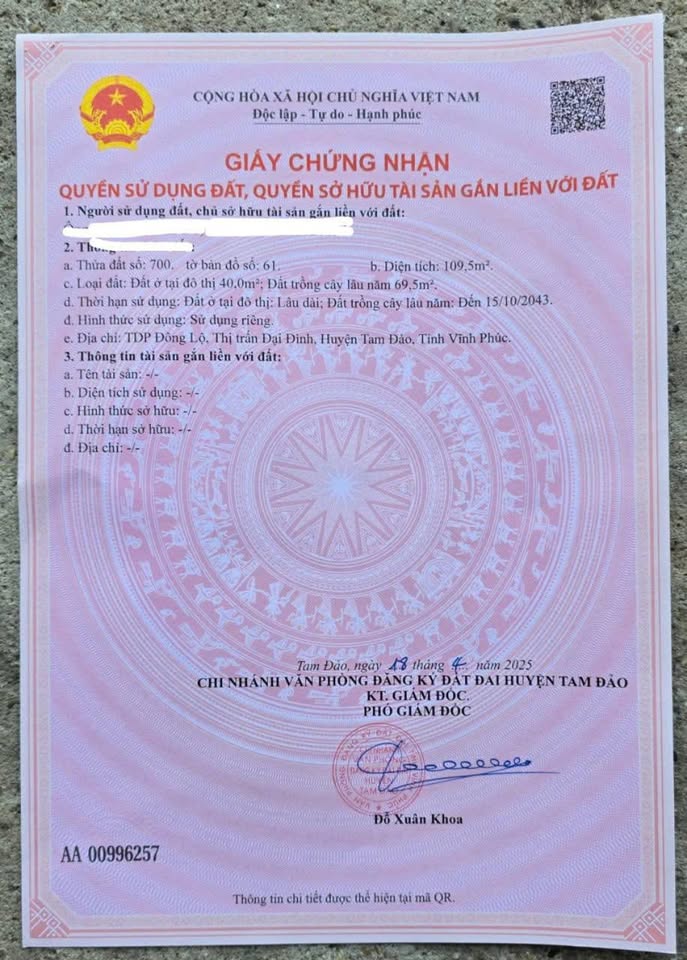 CỘNG HÒA XÃ HỘI CHỦ NGHĨA VIỆT NAM
Độc lập - Tự do - Hạnh phúc
GIẤY CHỨNG NHẬN
QUYỀN SỬ DỤNG ĐẤT, QUYỀN SỞ HỮU TÀI SẢN GẮN LIỀN VỚI ĐẤT
1. Người sử dụng đất, chủ sở hữu tài sản gắn liền với đất:
2. Thông
a. Thửa đất số: 700. tờ bản đồ số: 61. b. Diện tích: 109,5m².
c. Loại đất: Đất ở tại đô thị 40,0m²; Đất trồng cây lâu năm 69,5m².
d. Thời hạn sử dụng: Đất ở tại đô thị: Lâu dài; Đất trồng cây lâu năm: Đến 15/10/2043.
đ. Hình thức sử dụng: Sử dụng riêng.
e. Địa chỉ: TDP Đồng Lộ, Thị trấn Đại Đình, Huyện Tam Đảo, Tỉnh Vĩnh Phúc.
3. Thông tin tài sản gắn liền với đất:
a. Tên tài sản: -/-
b. Diện tích sử dụng: -/-
c. Hình thức sở hữu: -/-
d. Thời hạn sở hữu: -/-
đ. Địa chỉ: -/-
Tam Đảo, ngày 18 tháng 4 năm 2025
CHI NHÁNH VĂN PHÒNG ĐĂNG KÝ ĐẤT ĐAI HUYỆN TAM ĐẢO
KT. GIÁM ĐỐC.
PHÓ GIÁM ĐỐC
Đỗ Xuân Khoa
AA 00996257
Thông tin chi tiết được thể hiện tại mã QR.